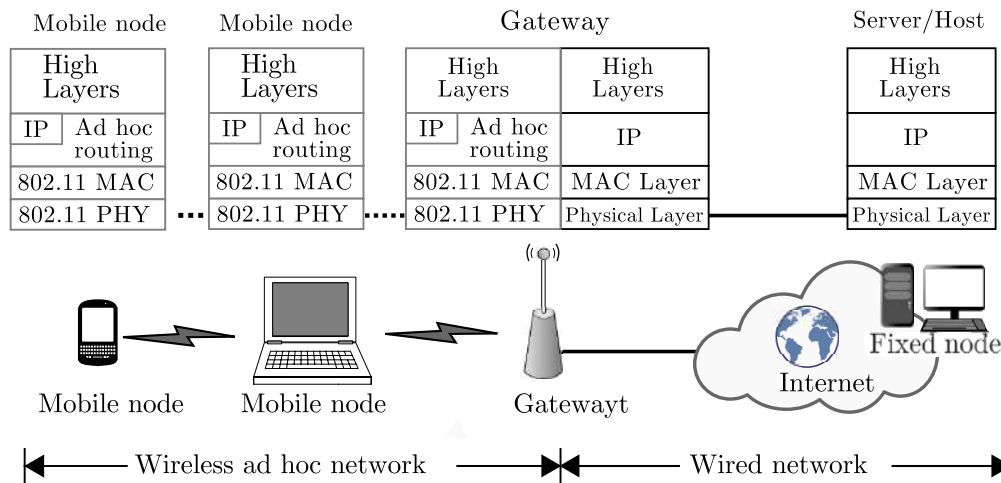 Mobile node
Mobile node
Gateway
Server/Host
High
Layers
IP
Ad hoc
routing
802.11 MAC
802.11 PHY
High
Layers
IP
Ad hoc
routing
802.11 MAC
802.11 PHY
High
Layers
IP
Ad hoc
routing
802.11 MAC
802.11 PHY
High
Layers
IP
MAC Layer
Physical Layer
High
Layers
IP
MAC Layer
Physical Layer
Mobile node
Mobile node
Gatewayt
Internet
Fixed node
Wireless ad hoc network
Wired network